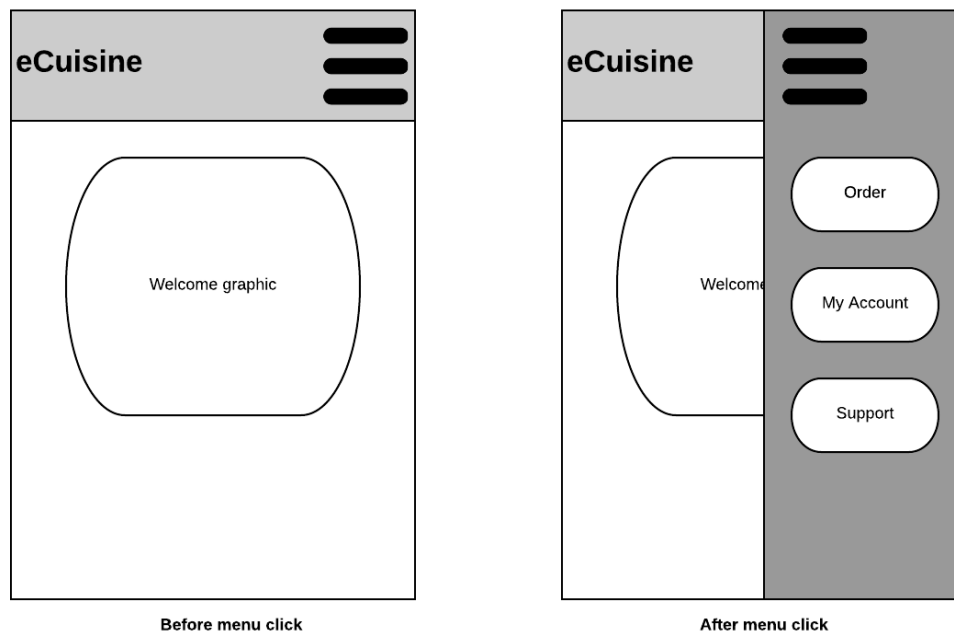 eCuisine
Welcome graphic
Before menu click
eCuisine
Welcome
Order
My Account
Support
After menu click